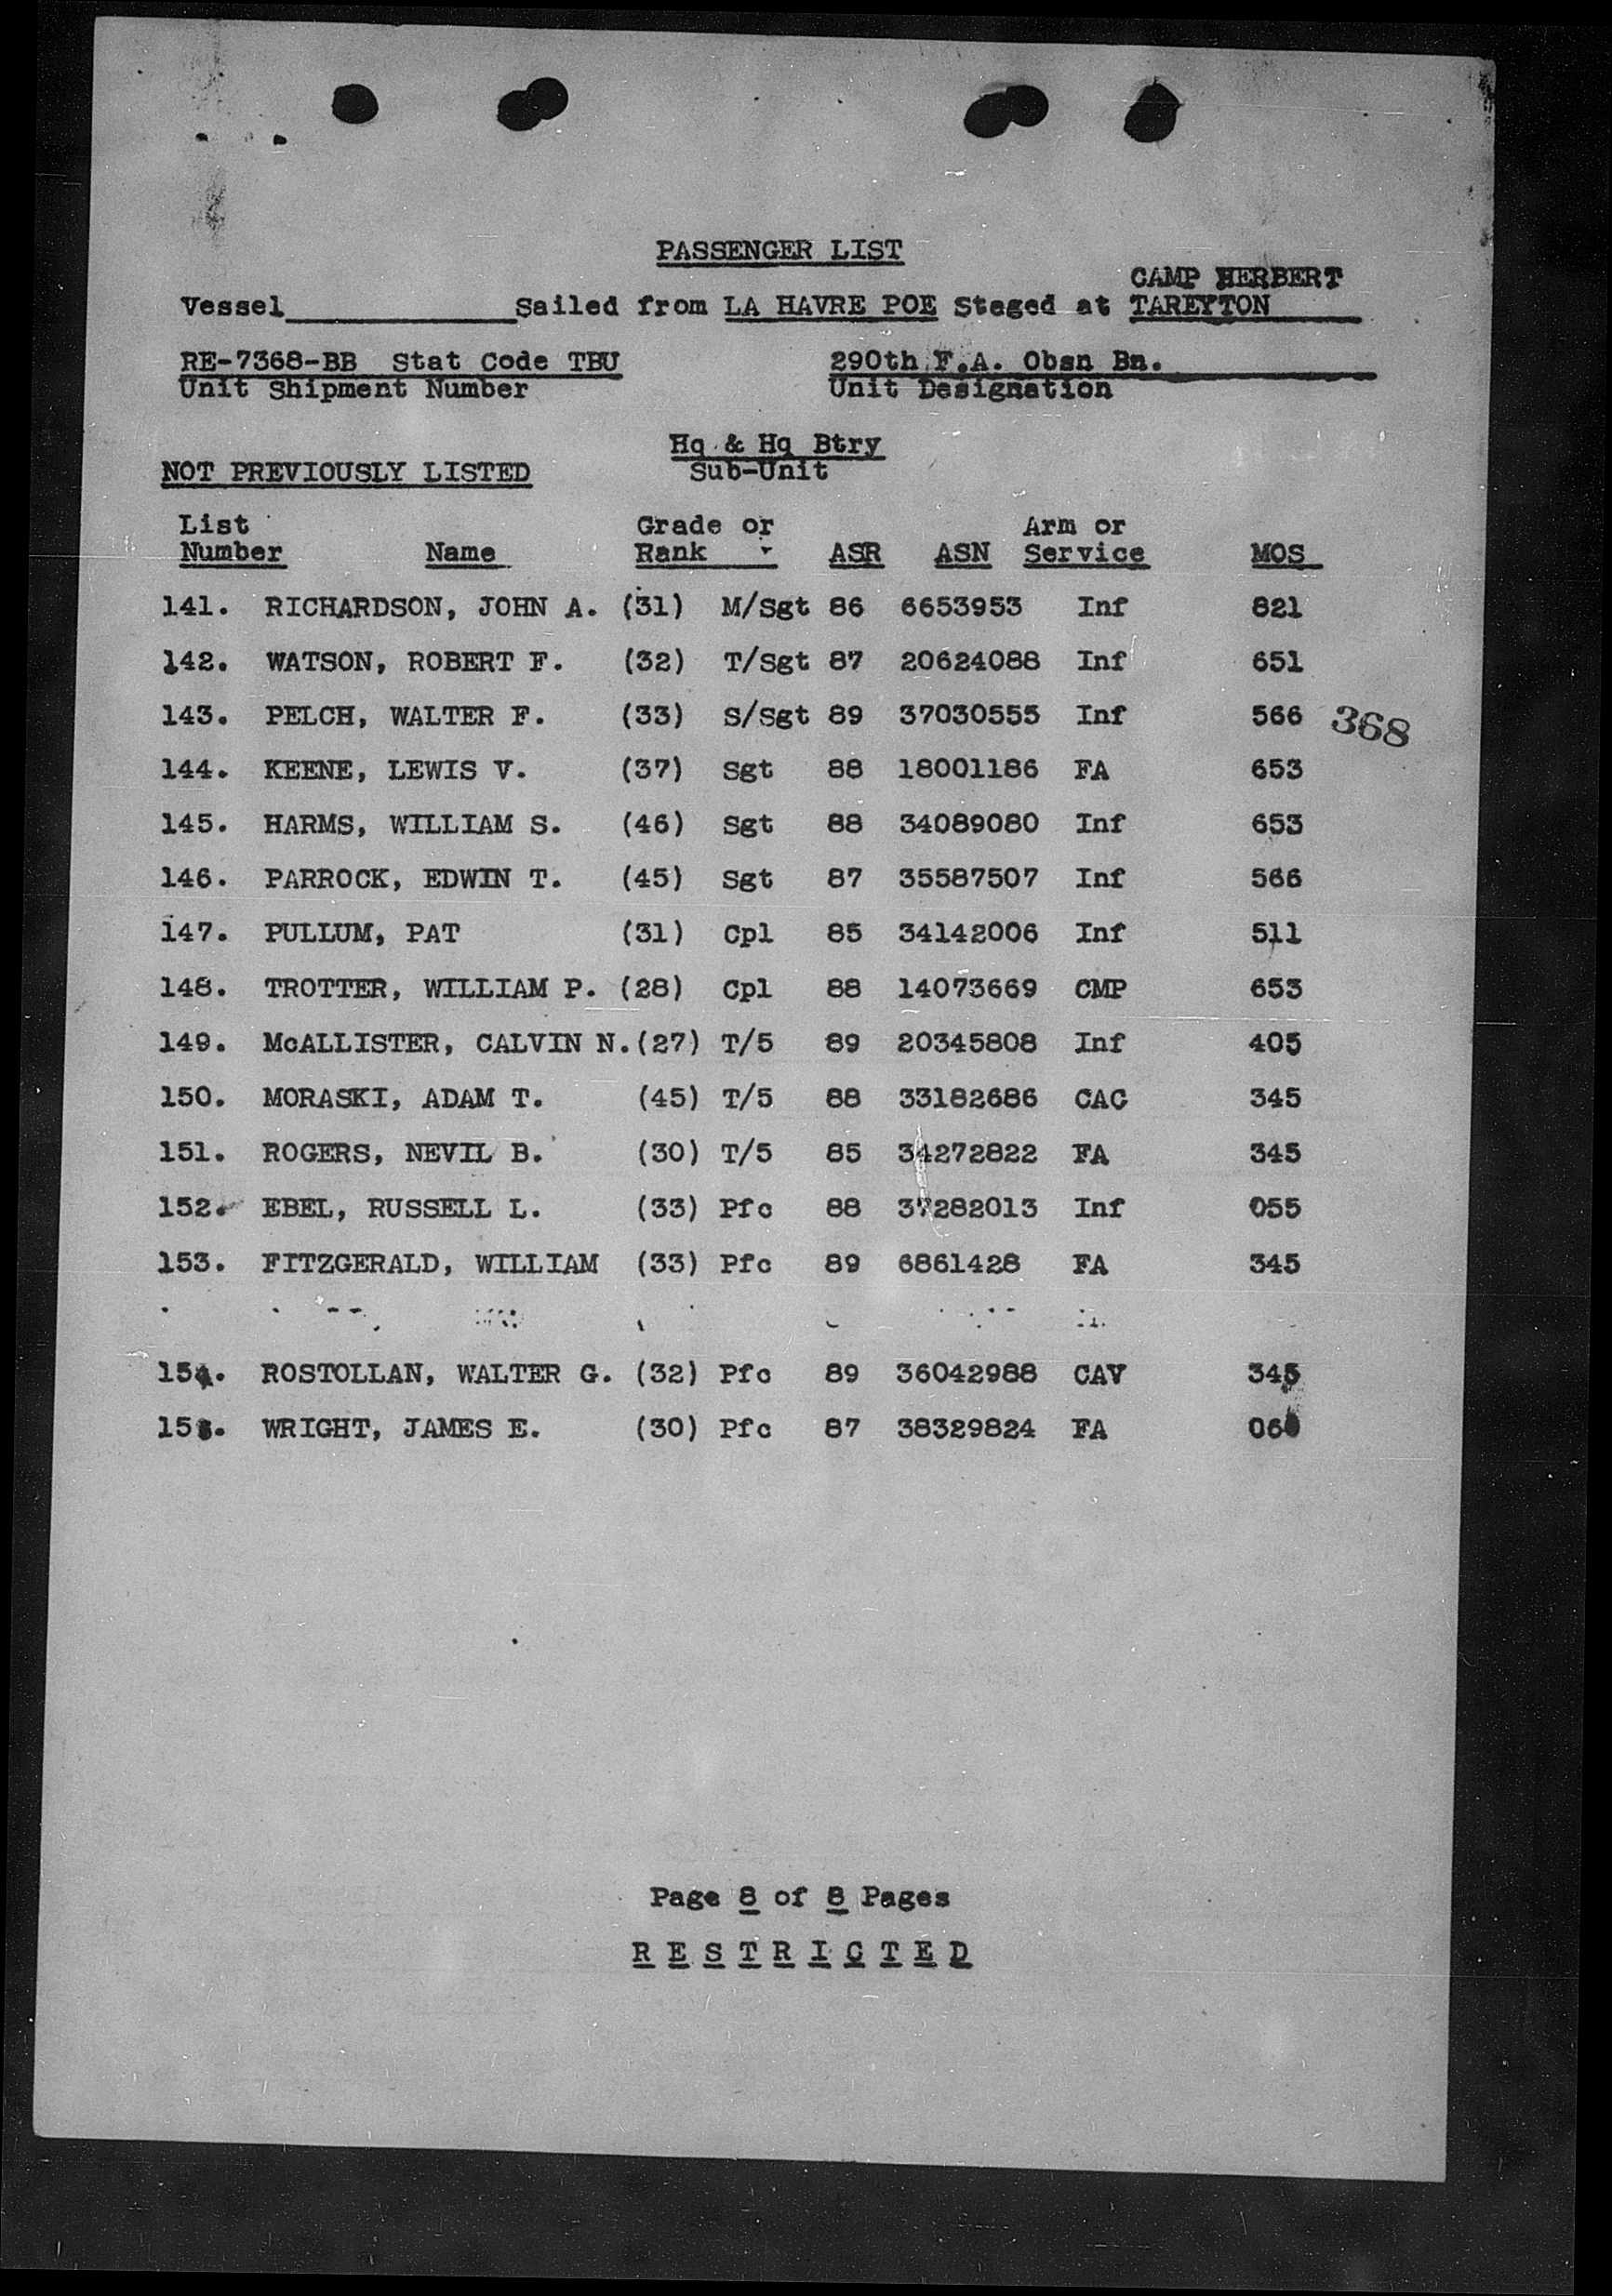 PASSENGER LIST
CAMP HERBERT
Vessel____________Sailed from LA HAVRE POE Staged at TAREYTON
RE-7368-BB Stat Code TBU 290th F.A. Obsn Bn.
Unit Shipment Number Unit Designation
Hq & Hq Btry
NOT PREVIOUSLY LISTED Sub-Unit
List Grade or Arm or
Number Name Rank ASR ASN Service MOS
141. RICHARDSON, JOHN A. (31) M/Sgt 86 6653953 Inf 821
142. WATSON, ROBERT F. (32) T/Sgt 87 20624088 Inf 651
143. PELCH, WALTER F. (33) S/Sgt 89 37030555 Inf 566 368
144. KEENE, LEWIS V. (37) Sgt 88 18001186 FA 653
145. HARMS, WILLIAM S. (46) Sgt 88 34089080 Inf 653
146. PARROCK, EDWIN T. (45) Sgt 87 35587507 Inf 566
147. PULLUM, PAT (31) Cpl 85 34142006 Inf 511
148. TROTTER, WILLIAM P. (28) Cpl 88 14073669 CMP 653
149. McALLISTER, CALVIN N. (27) T/5 89 20345808 Inf 405
150. MORASKI, ADAM T. (45) T/5 88 33182686 CAC 345
151. ROGERS, NEVIL B. (30) T/5 85 34272822 FA 345
152. EBEL, RUSSELL L. (33) Pfc 88 37282013 Inf 055
153. FITZGERALD, WILLIAM (33) Pfc 89 6861428 FA 345
154. ROSTOLLAN, WALTER G. (32) Pfc 89 36042988 CAV 345
WRIGHT, JAMES E. (30) Pfc 87 38329824 FA
Page 8 of 8 Pages
R E S T R I C T E D